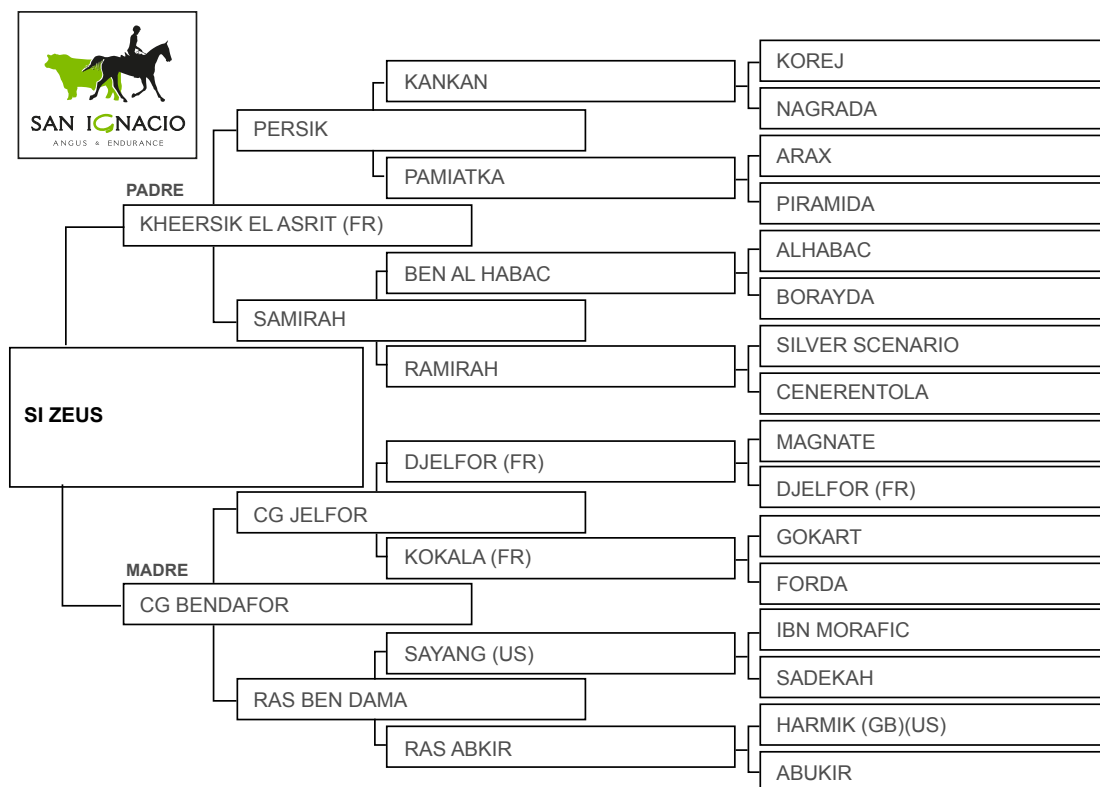 SAN IGNACIO
ANGUS & ENDURANCE
KOREJ
KANKAN
NAGRADA
PERSIK
ARAX
PAMIATKA
PIRAMIDA
PADRE
KHEERSIK EL ASRIT (FR)
ALHABAC
BEN AL HABAC
BORAYDA
SAMIRAH
SILVER SCENARIO
RAMIRAH
CENERENTOLA
SI ZEUS
MAGNATE
DJELFOR (FR)
DJELFOR (FR)
CG JELFOR
GOKART
KOKALA (FR)
FORDA
MADRE
CG BENDAFOR
IBN MORAFIC
SAYANG (US)
SADEKAH
RAS BEN DAMA
HARMIK (GB)(US)
RAS ABKIR
ABUKIR